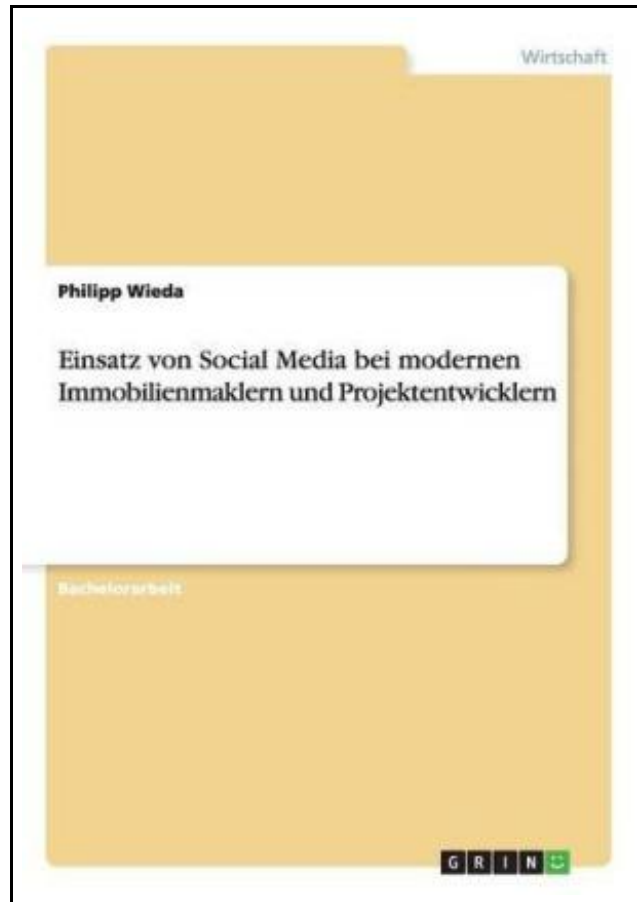 Wirtschaft
Philipp Wieda
Einsatz von Social Media bei modernen
Immobilienmaklern und Projektentwicklern
Bachelorarbeit
GRIN